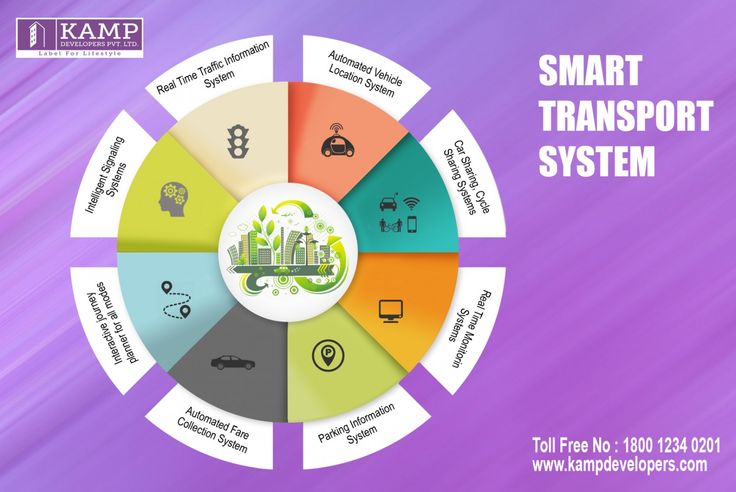 KAMP
DEVELOPERS PVT. LTD.
Label For Lifestyle
SMART
TRANSPORT
SYSTEM
Real Time Traffic Information
System
Automated Vehicle
Location System
Car Sharing, Cycle
Sharing Systems
Real Time Monitorin
Systems
Parking Information
System
Automated Fare
Collection System
Interactive journey
planner for all modes
Intelligent Signaling
Systems
P
Toll Free No : 1800 1234 0201
www.kampdevelopers.com